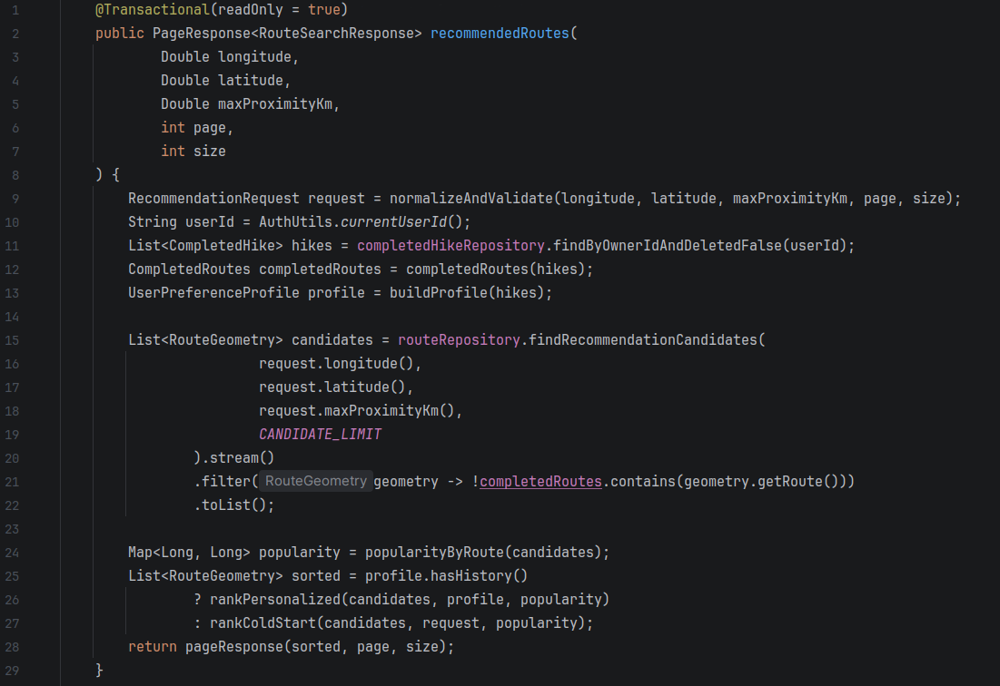 1 @Transactional(readOnly = true)
2 public PageResponse<RouteSearchResponse> recommendedRoutes(
3 Double longitude,
4 Double latitude,
5 Double maxProximityKm,
6 int page,
7 int size
8 ) {
9 RecommendationRequest request = normalizeAndValidate(longitude, latitude, maxProximityKm, page, size);
10 String userId = AuthUtils.currentUserId();
11 List<CompletedHike> hikes = completedHikeRepository.findByOwnerIdAndDeletedFalse(userId);
12 CompletedRoutes completedRoutes = completedRoutes(hikes);
13 UserPreferenceProfile profile = buildProfile(hikes);
14
15 List<RouteGeometry> candidates = routeRepository.findRecommendationCandidates(
16 request.longitude(),
17 request.latitude(),
18 request.maxProximityKm(),
19 CANDIDATE_LIMIT
20 ).stream()
21 .filter( RouteGeometry geometry -> !completedRoutes.contains(geometry.getRoute()))
22 .toList();
23
24 Map<Long, Long> popularity = popularityByRoute(candidates);
25 List<RouteGeometry> sorted = profile.hasHistory()
26 ? rankPersonalized(candidates, profile, popularity)
27 : rankColdStart(candidates, request, popularity);
28 return pageResponse(sorted, page, size);
29 }